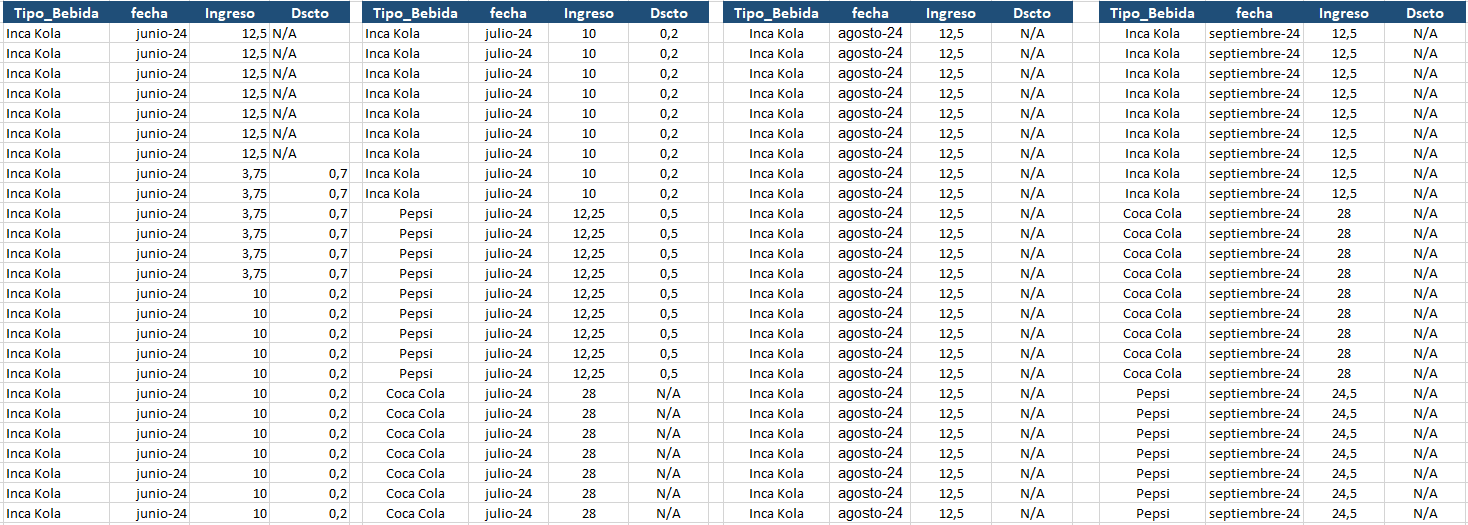 Tipo_Bebida fecha Ingreso Dscto Tipo_Bebida fecha Ingreso Dscto Tipo_Bebida fecha Ingreso Dscto Tipo_Bebida fecha Ingreso Dscto
Inca Kola junio-24 12,5 N/A Inca Kola julio-24 10 0,2 Inca Kola agosto-24 12,5 N/A Inca Kola septiembre-24 12,5 N/A
Inca Kola junio-24 12,5 N/A Inca Kola julio-24 10 0,2 Inca Kola agosto-24 12,5 N/A Inca Kola septiembre-24 12,5 N/A
Inca Kola junio-24 12,5 N/A Inca Kola julio-24 10 0,2 Inca Kola agosto-24 12,5 N/A Inca Kola septiembre-24 12,5 N/A
Inca Kola junio-24 12,5 N/A Inca Kola julio-24 10 0,2 Inca Kola agosto-24 12,5 N/A Inca Kola septiembre-24 12,5 N/A
Inca Kola junio-24 12,5 N/A Inca Kola julio-24 10 0,2 Inca Kola agosto-24 12,5 N/A Inca Kola septiembre-24 12,5 N/A
Inca Kola junio-24 12,5 N/A Inca Kola julio-24 10 0,2 Inca Kola agosto-24 12,5 N/A Inca Kola septiembre-24 12,5 N/A
Inca Kola junio-24 12,5 N/A Inca Kola julio-24 10 0,2 Inca Kola agosto-24 12,5 N/A Inca Kola septiembre-24 12,5 N/A
Inca Kola junio-24 3,75 0,7 Inca Kola julio-24 10 0,2 Inca Kola agosto-24 12,5 N/A Inca Kola septiembre-24 12,5 N/A
Inca Kola junio-24 3,75 0,7 Inca Kola julio-24 10 0,2 Inca Kola agosto-24 12,5 N/A Inca Kola septiembre-24 12,5 N/A
Inca Kola junio-24 3,75 0,7 Pepsi julio-24 12,25 0,5 Inca Kola agosto-24 12,5 N/A Coca Cola septiembre-24 28 N/A
Inca Kola junio-24 3,75 0,7 Pepsi julio-24 12,25 0,5 Inca Kola agosto-24 12,5 N/A Coca Cola septiembre-24 28 N/A
Inca Kola junio-24 3,75 0,7 Pepsi julio-24 12,25 0,5 Inca Kola agosto-24 12,5 N/A Coca Cola septiembre-24 28 N/A
Inca Kola junio-24 3,75 0,7 Pepsi julio-24 12,25 0,5 Inca Kola agosto-24 12,5 N/A Coca Cola septiembre-24 28 N/A
Inca Kola junio-24 10 0,2 Pepsi julio-24 12,25 0,5 Inca Kola agosto-24 12,5 N/A Coca Cola septiembre-24 28 N/A
Inca Kola junio-24 10 0,2 Pepsi julio-24 12,25 0,5 Inca Kola agosto-24 12,5 N/A Coca Cola septiembre-24 28 N/A
Inca Kola junio-24 10 0,2 Pepsi julio-24 12,25 0,5 Inca Kola agosto-24 12,5 N/A Coca Cola septiembre-24 28 N/A
Inca Kola junio-24 10 0,2 Pepsi julio-24 12,25 0,5 Inca Kola agosto-24 12,5 N/A Coca Cola septiembre-24 28 N/A
Inca Kola junio-24 10 0,2 Pepsi julio-24 12,25 0,5 Inca Kola agosto-24 12,5 N/A Coca Cola septiembre-24 28 N/A
Inca Kola junio-24 10 0,2 Coca Cola julio-24 28 N/A Inca Kola agosto-24 12,5 N/A Pepsi septiembre-24 24,5 N/A
Inca Kola junio-24 10 0,2 Coca Cola julio-24 28 N/A Inca Kola agosto-24 12,5 N/A Pepsi septiembre-24 24,5 N/A
Inca Kola junio-24 10 0,2 Coca Cola julio-24 28 N/A Inca Kola agosto-24 12,5 N/A Pepsi septiembre-24 24,5 N/A
Inca Kola junio-24 10 0,2 Coca Cola julio-24 28 N/A Inca Kola agosto-24 12,5 N/A Pepsi septiembre-24 24,5 N/A
Inca Kola junio-24 10 0,2 Coca Cola julio-24 28 N/A Inca Kola agosto-24 12,5 N/A Pepsi septiembre-24 24,5 N/A
Inca Kola junio-24 10 0,2 Coca Cola julio-24 28 N/A Inca Kola agosto-24 12,5 N/A Pepsi septiembre-24 24,5 N/A
Inca Kola junio-24 10 0,2 Coca Cola julio-24 28 N/A Inca Kola agosto-24 12,5 N/A Pepsi septiembre-24 24,5 N/A